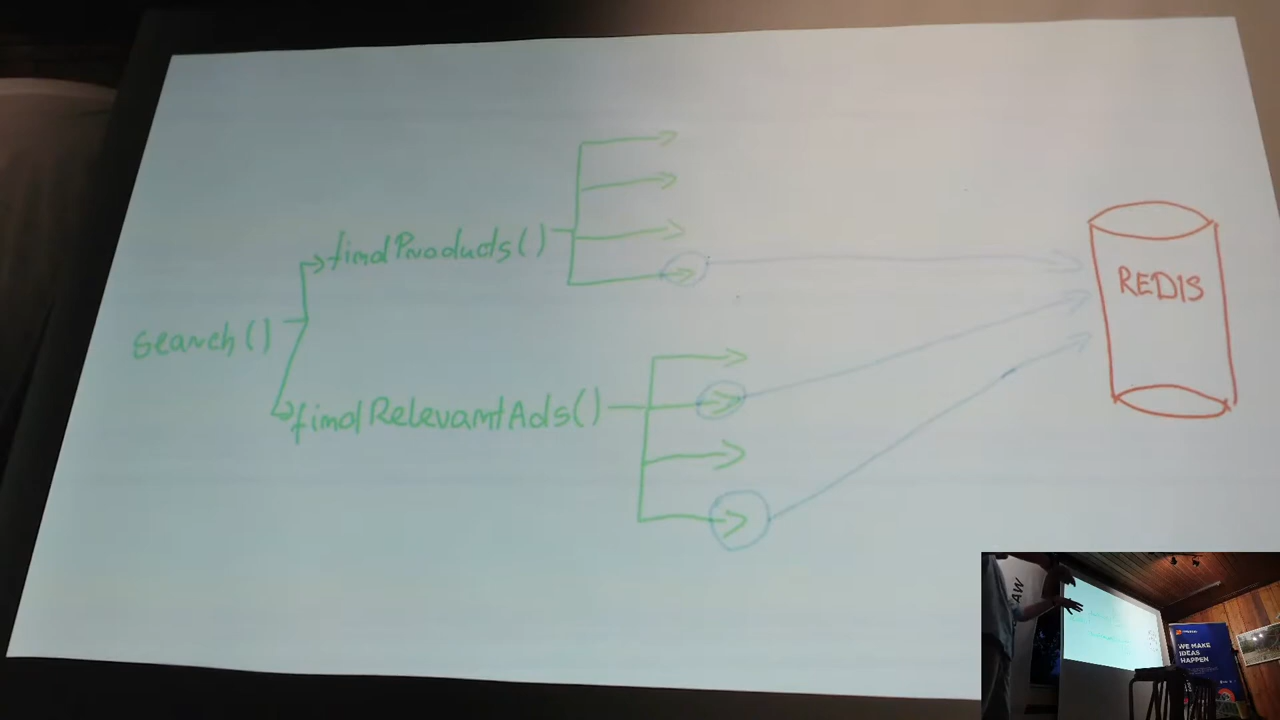 findProducts()
REDIS
search()
findRelevantAds()
WE MAKE
IDEAS
HAPPEN